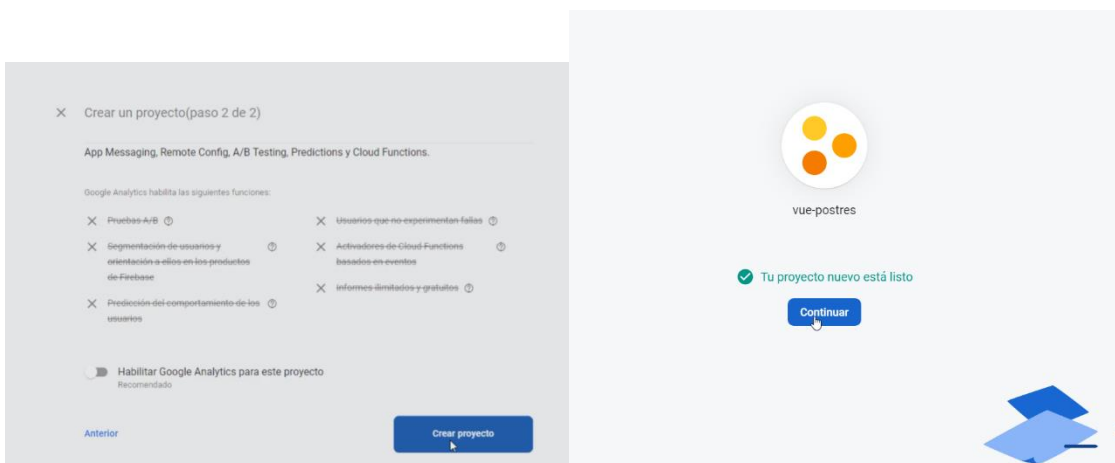 Crear un proyecto(paso 2 de 2)
App Messaging, Remote Config, A/B Testing, Predictions y Cloud Functions.
Google Analytics habilita las siguientes funciones:
Pruebas A/B
Segmentación de usuarios y
orientación a ellos en los productos
de Firebase
Predicción del comportamiento de los
usuarios
Usuarios que no experimentan fallas
Activadores de Cloud Functions
basados en eventos
Informes ilimitados y gratuitos
Habilitar Google Analytics para este proyecto
Recomendado
Anterior
Crear proyecto
vue-postres
Tu proyecto nuevo está listo
Continuar